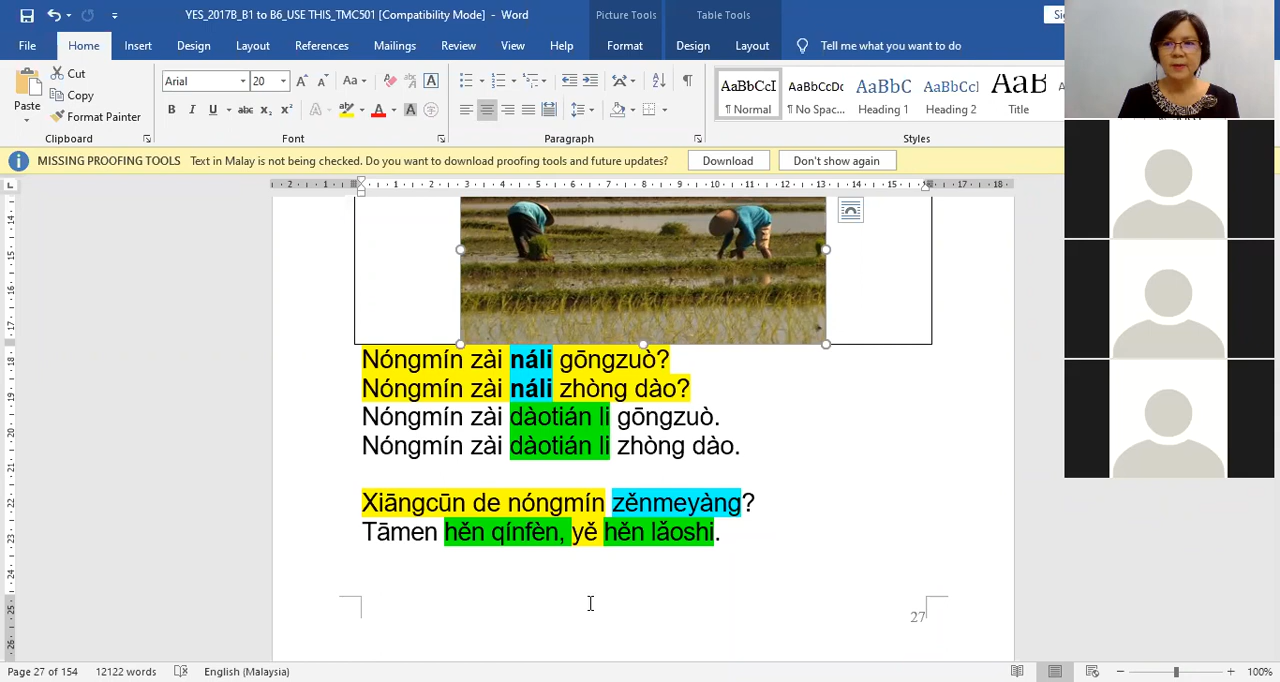 YES_2017B_B1 to B6_USE THIS_TMC501 [Compatibility Mode] - Word
Picture Tools
Table Tools
File
Home
Insert
Design
Layout
References
Mailings
Review
View
Help
Format
Design
Layout
Tell me what you want to do
Paste
Cut
Copy
Format Painter
Clipboard
Arial
20
Font
Paragraph
AaBbCcI
¶ Normal
AaBbCcDc
¶ No Spac...
AaBbC
Heading 1
AaBbCcl
Heading 2
AaB
Title
Styles
MISSING PROOFING TOOLS Text in Malay is not being checked. Do you want to download proofing tools and future updates?
Download
Don't show again
Nóngmín zài náli gōngzuò?
Nóngmín zài náli zhòng dào?
Nóngmín zài dàotián li gōngzuò.
Nóngmín zài dàotián li zhòng dào.
Xiāngcūn de nóngmín zěnmeyàng?
Tāmen hěn qínfèn, yě hěn lǎoshi.
27
Page 27 of 154
12122 words
English (Malaysia)
100%